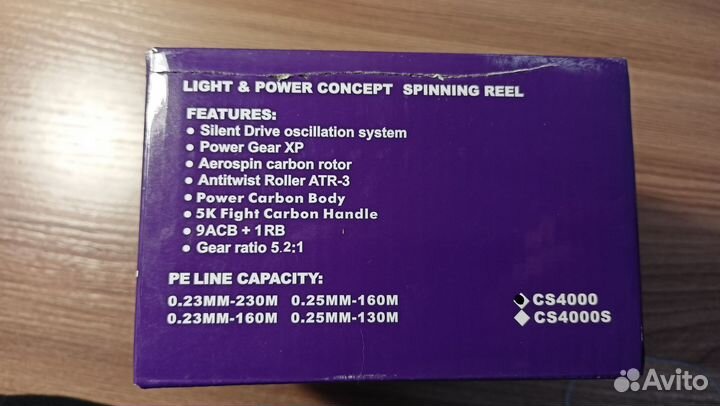 LIGHT & POWER CONCEPT SPINNING REEL
FEATURES:
• Silent Drive oscillation system
• Power Gear XP
• Aerospin carbon rotor
• Antitwist Roller ATR-3
• Power Carbon Body
• 5K Fight Carbon Handle
• 9ACB + 1RB
• Gear ratio 5.2:1
PE LINE CAPACITY:
0.23MM-230M 0.25MM-160M CS4000
0.23MM-160M 0.25MM-130M CS4000S
Avito